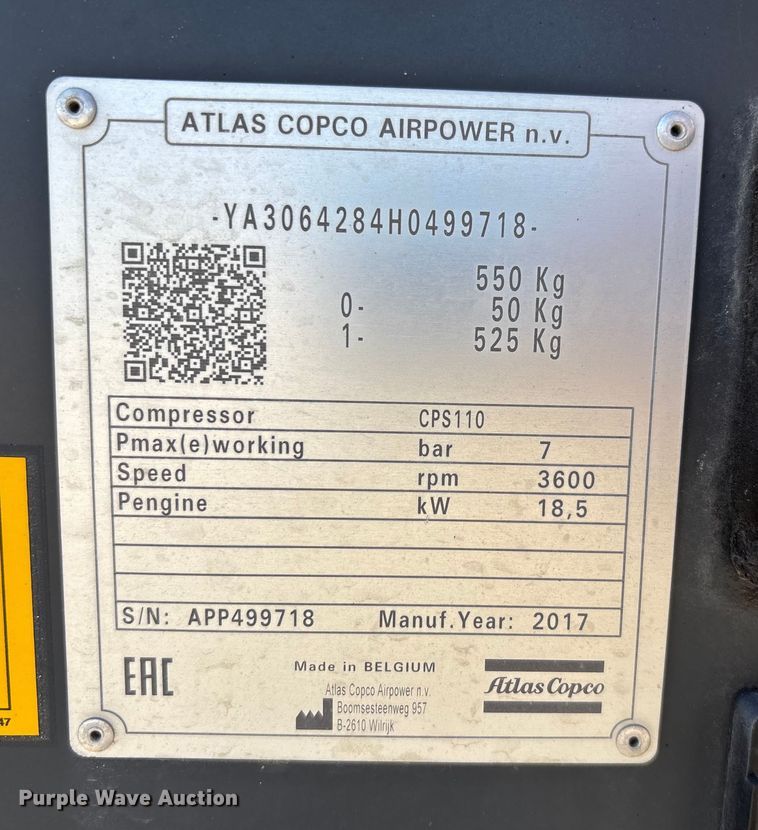 ATLAS COPCO AIRPOWER n.v.
-YA3064284H0499718-
550 Kg
0- 50 Kg
1- 525 Kg
Compressor CPS110
Pmax(e)working bar 7
Speed rpm 3600
Pengine kW 18,5
S/N: APP499718 Manuf.Year: 2017
EAC
Made in BELGIUM
Atlas Copco Airpower n.v.
Boomsesteenweg 957
B-2610 Wilrijk
Atlas Copco
47
Purple Wave Auction